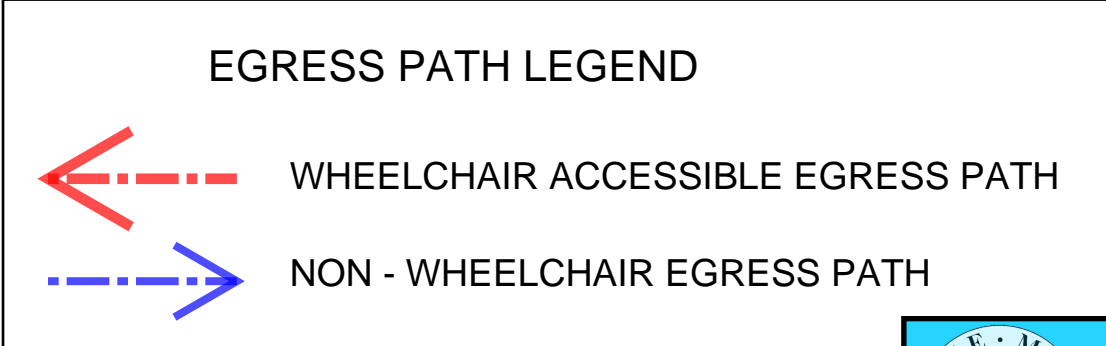 EGRESS PATH LEGEND
WHEELCHAIR ACCESSIBLE EGRESS PATH
NON - WHEELCHAIR EGRESS PATH